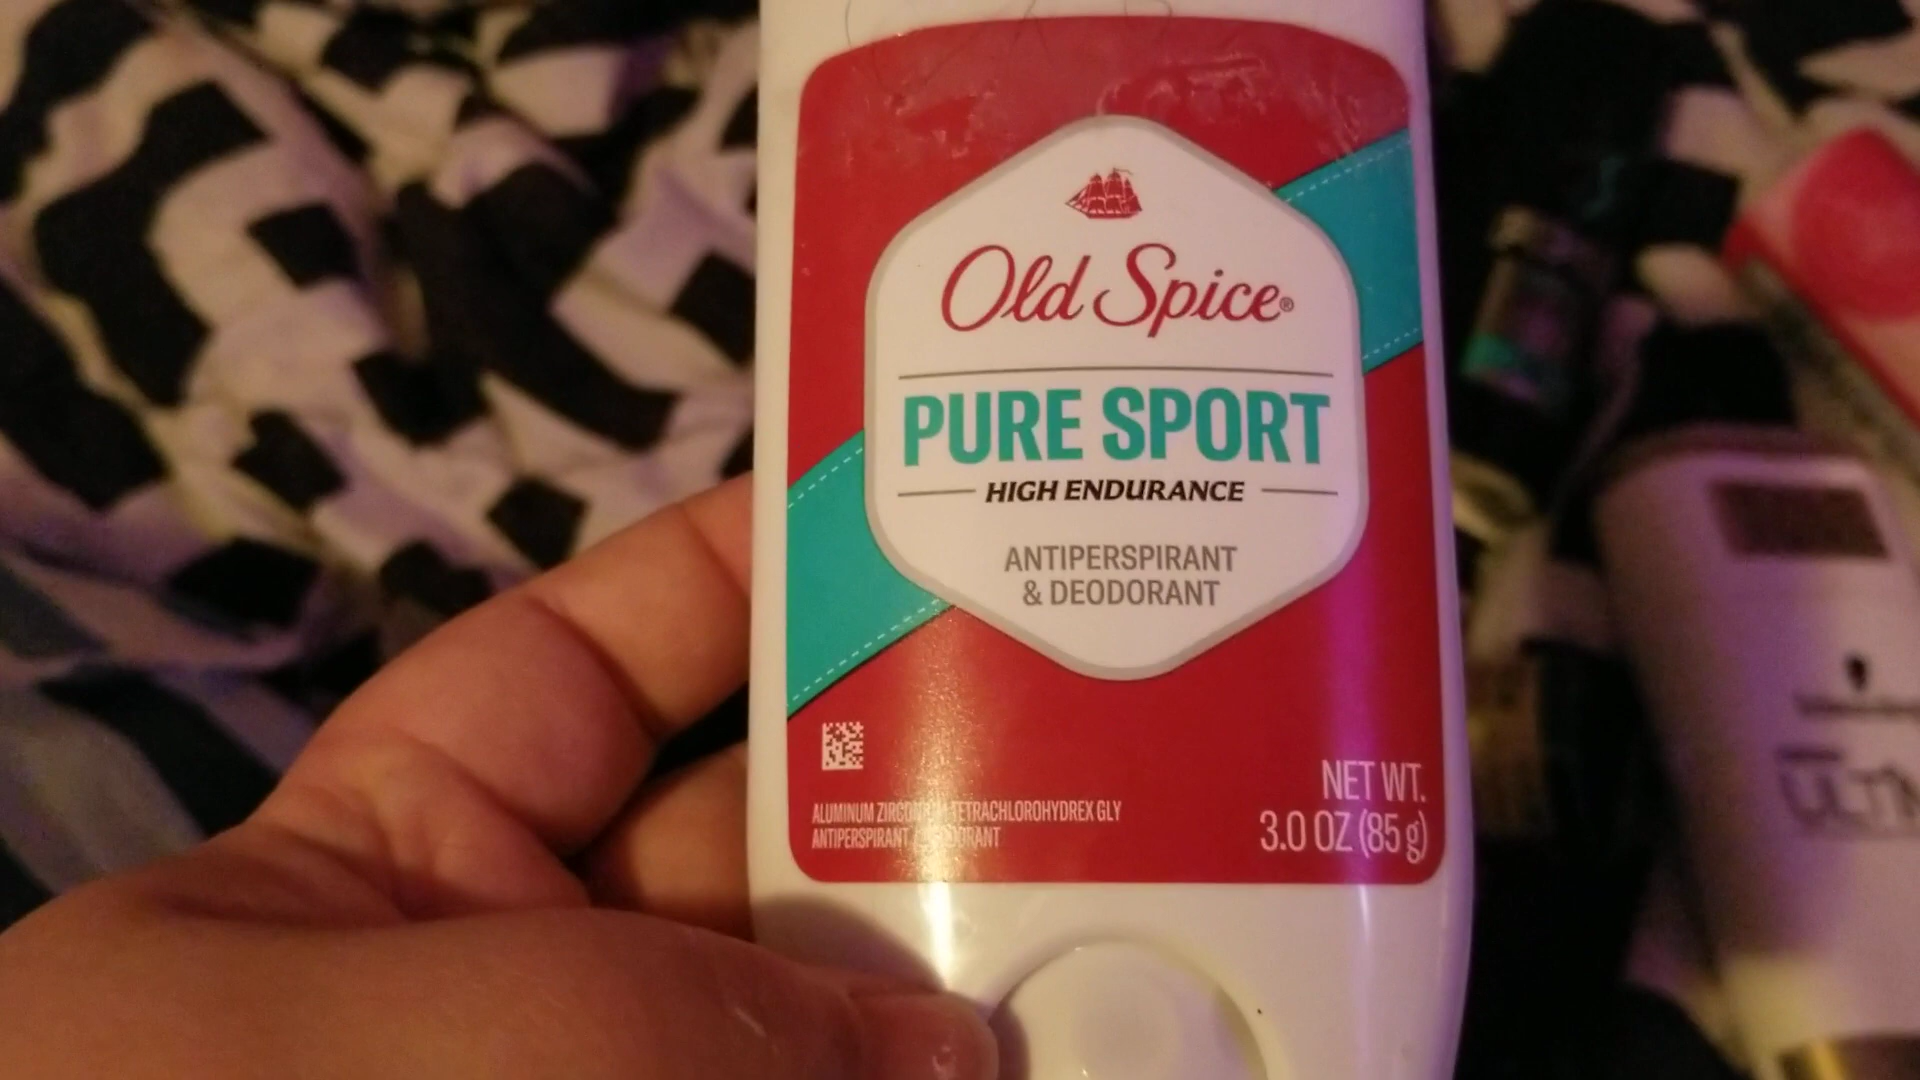 Old Spice®
PURE SPORT
HIGH ENDURANCE
ANTIPERSPIRANT
& DEODORANT
NET WT.
3.0 OZ (85 g)
ALUMINUM TETRACHLOROHYDREX GLY
ANTIPERSPIRANT